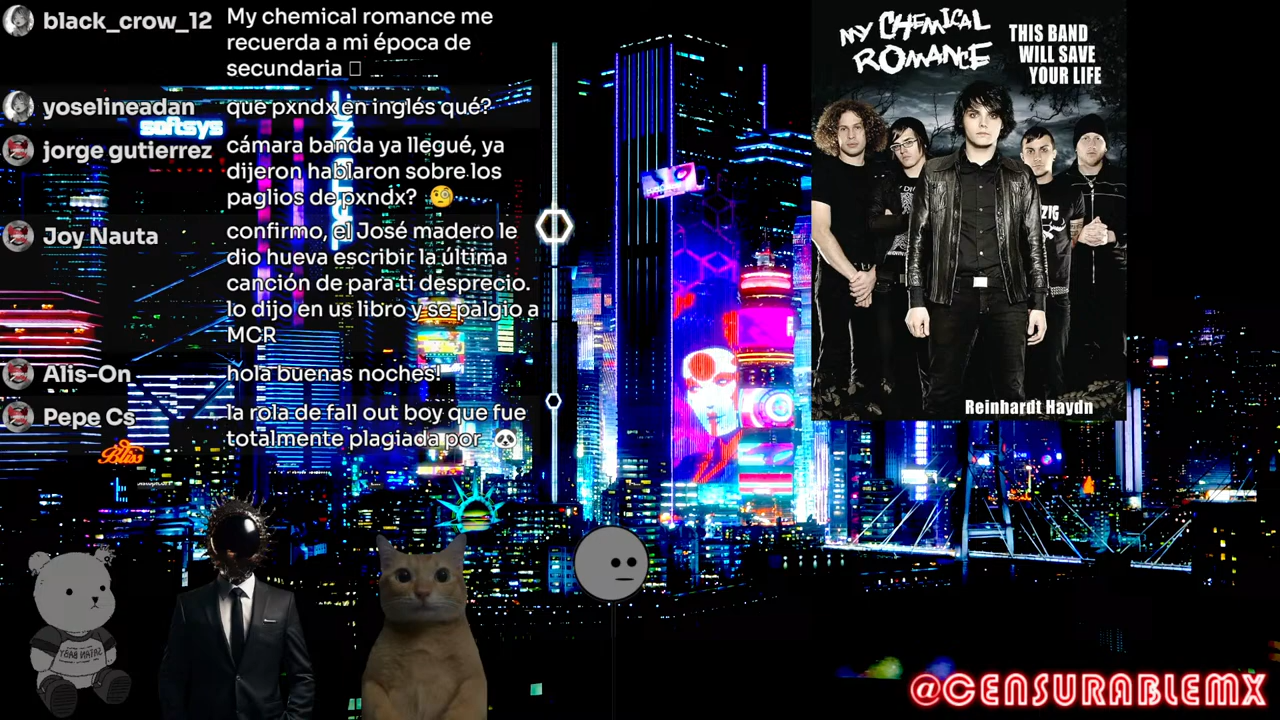 black_crow_12
My chemical romance me
recuerda a mi época de
secundaria
yoselineadan
que pxndx en inglés qué?
softsys
jorge gutierrez
cámara banda ya llegué, ya
dijeron hablaron sobre los
paglios de pxndx? 🧐
Joy Nauta
confirmo, el José madero le
dio hueva escribir la última
canción de para ti desprecio.
lo dijo en us libro y se palgio a
MCR
Alis-On
hola buenas noches!
Pepe Cs
la rola de fall out boy que fue
totalmente plagiada por 🐼
Bliss
MY CHEMICAL
ROMANCE
THIS BAND
WILL SAVE
YOUR LIFE
Reinhardt Haydn
@CENSURABLEMX